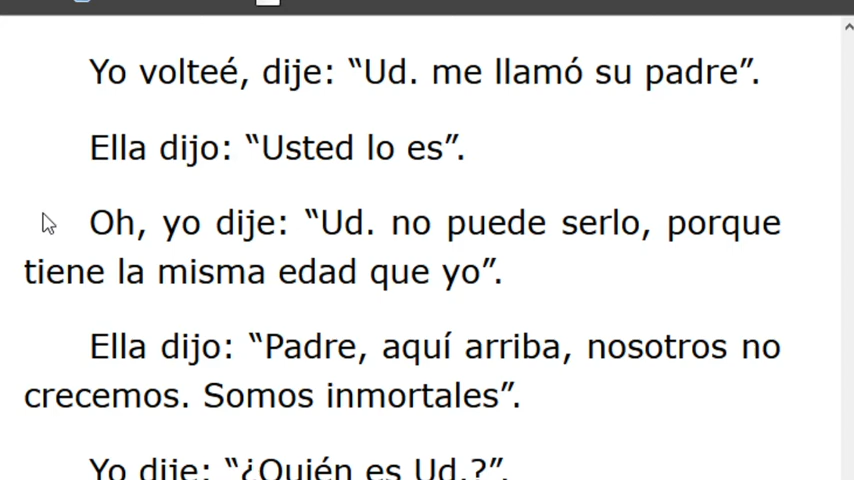 Yo volteé, dije: “Ud. me llamó su padre”.
Ella dijo: “Usted lo es”.
Oh, yo dije: “Ud. no puede serlo, porque
tiene la misma edad que yo”.
Ella dijo: “Padre, aquí arriba, nosotros no
crecemos. Somos inmortales”.
Yo dije: “¿Quién es Ud.?”.